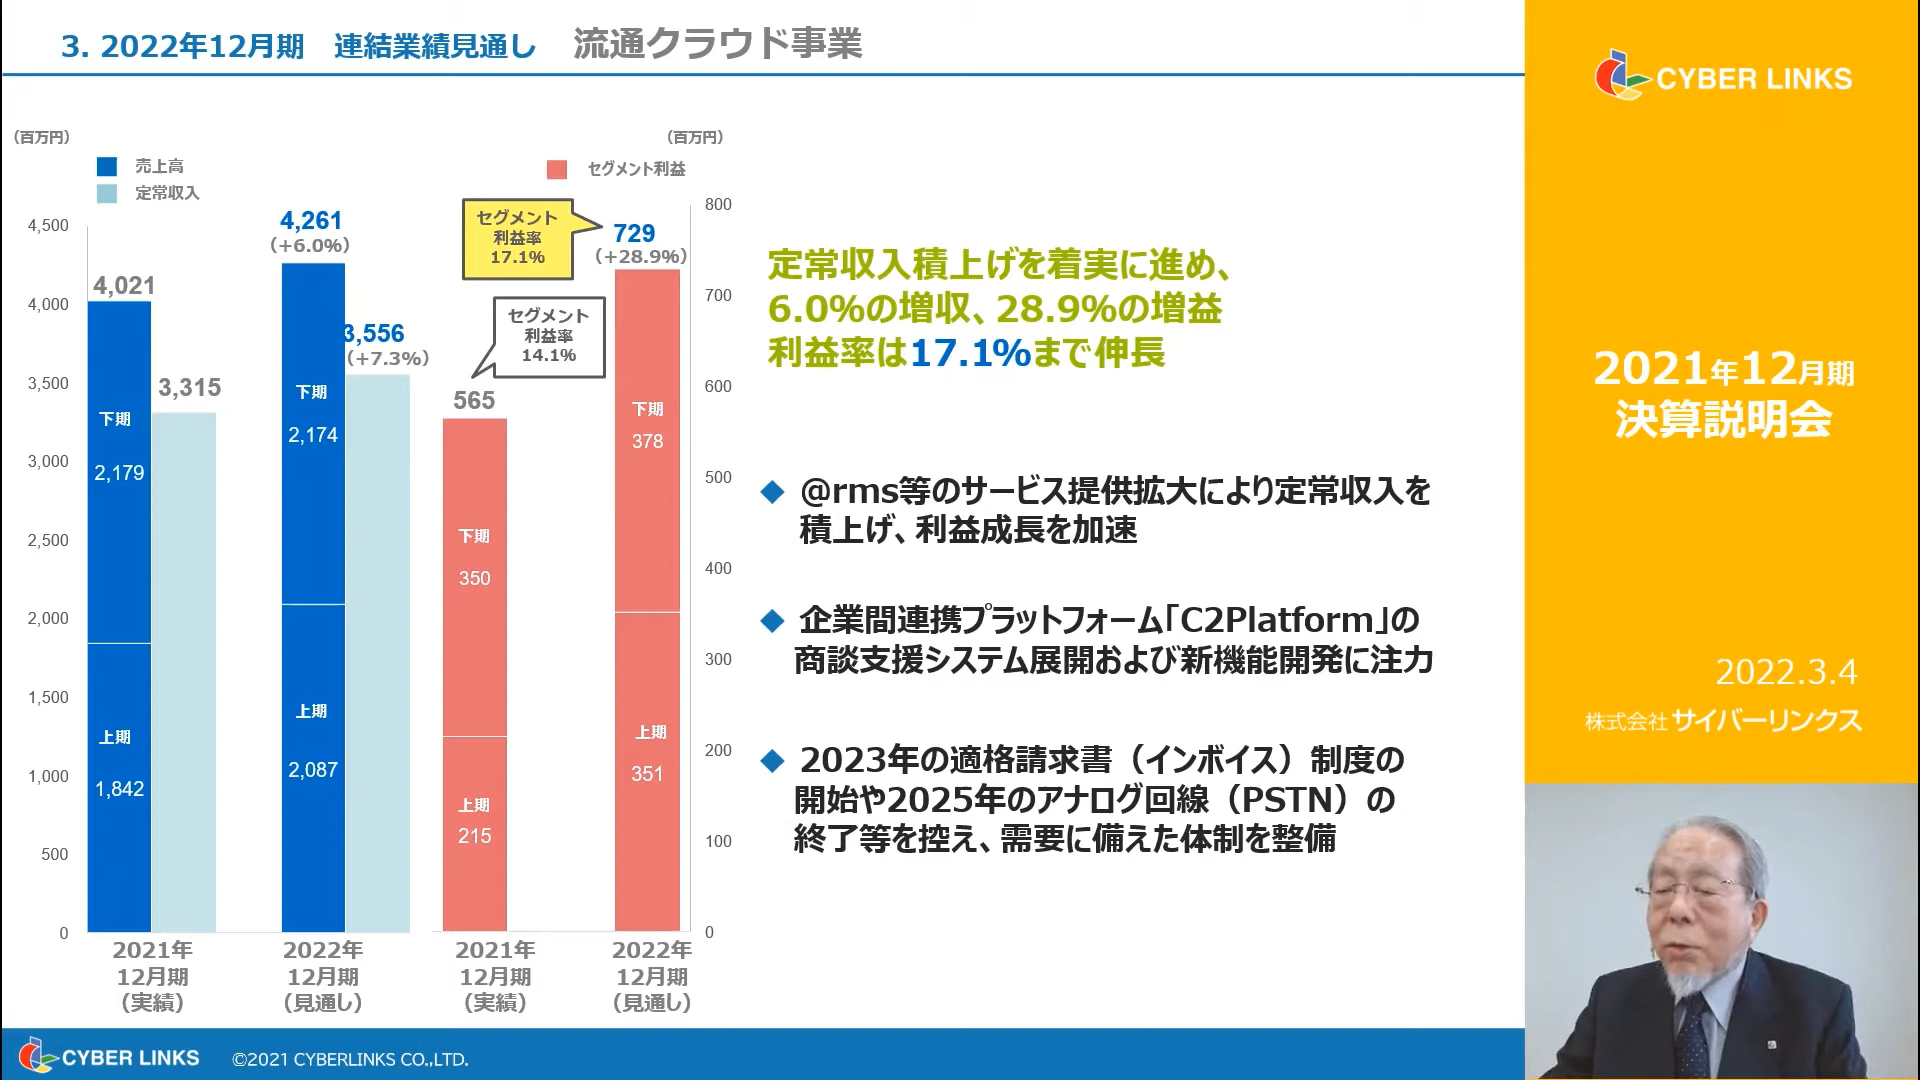 3. 2022年12月期　連結業績見通し　流通クラウド事業
（百万円）
売上高
定常収入
4,500
4,000
3,500
3,000
2,500
2,000
1,500
1,000
500
0
4,021
下期
2,179
上期
1,842
3,315
4,261
（+6.0%）
下期
2,174
上期
2,087
3,556
（+7.3%）
2021年
12月期
（実績）
2022年
12月期
（見通し）
（百万円）
セグメント利益
セグメント
利益率
17.1%
セグメント
利益率
14.1%
565
下期
350
上期
215
729
（+28.9%）
下期
378
上期
351
800
700
600
500
400
300
200
100
0
2021年
12月期
（実績）
2022年
12月期
（見通し）
定常収入積上げを着実に進め、
6.0%の増収、28.9%の増益
利益率は17.1%まで伸長
◆ @rms等のサービス提供拡大により定常収入を
積上げ、利益成長を加速
◆ 企業間連携プラットフォーム「C2Platform」の
商談支援システム展開および新機能開発に注力
◆ 2023年の適格請求書（インボイス）制度の
開始や2025年のアナログ回線（PSTN）の
終了等を控え、需要に備えた体制を整備
CYBER LINKS
©2021 CYBERLINKS CO.,LTD.
CYBER LINKS
2021年12月期
決算説明会
2022.3.4
株式会社 サイバーリンクス